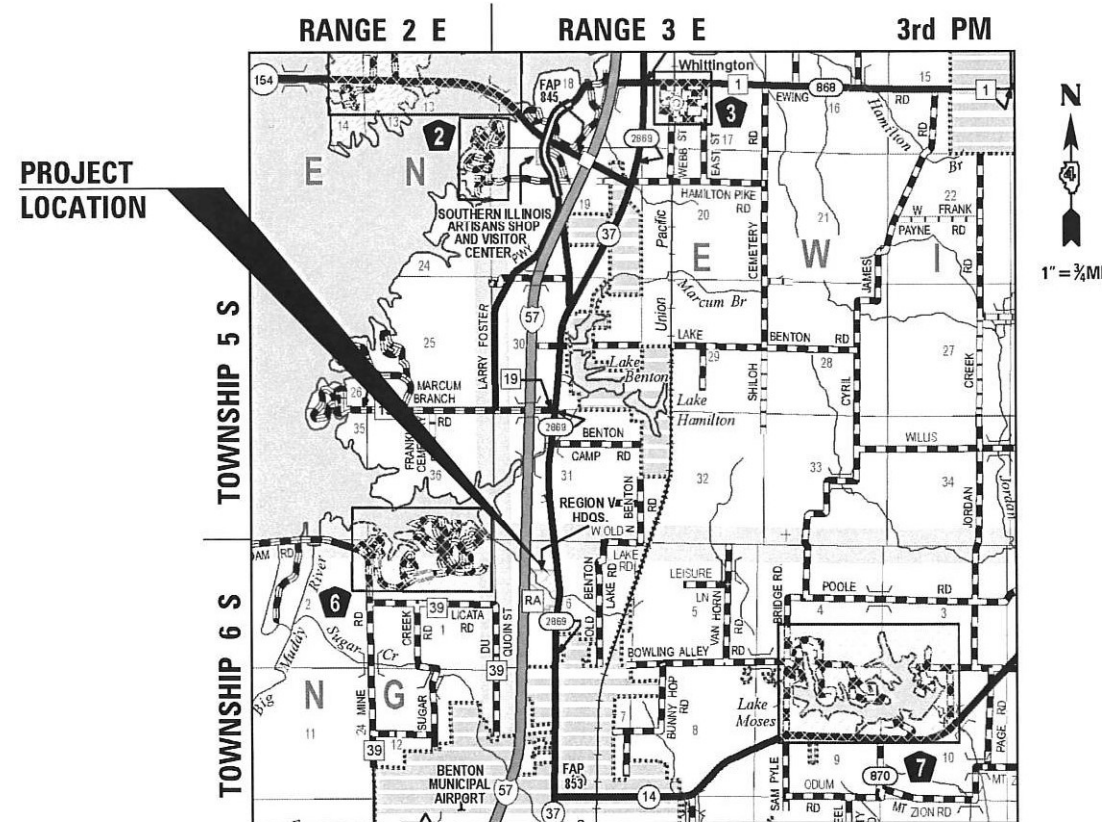 RANGE 2 E
RANGE 3 E
3rd PM
N
4
1" = ¾MI
PROJECT
LOCATION
TOWNSHIP 5 S
TOWNSHIP 6 S
154
FAP
845
18
Whittington
1
868
15
1
EWING
RD
16
Hamilton
Br
14
13
13
2
3
17
2869
WEBB ST
EAST ST
RD
E N
SOUTHERN ILLINOIS
ARTISANS SHOP
AND VISITOR
CENTER
PWY
19
HAMILTON PIKE
RD
20
21
22
W FRANK
PAYNE RD
37
Pacific
Union
E W I
CEMETERY
JAMES
RD
24
Marcum Br
57
LARRY FOSTER
25
30
LAKE
BENTON RD
29
28
27
Lake
Benton
Lake
Hamilton
SHILOH
CYRIL
CREEK
19
26
MARCUM
BRANCH
RD
35
36
2869
BENTON
CAMP RD
31
32
33
34
WILLIS
JORDAN
Jordan
REGION V
HDQS.
W OLD
N BENTON
RD
LAKE
RD
DAM RD
River
2
6
RD
39
LICATA
RD
1
CREEK
RD
DU
QUOIN ST
RA
6
2869
OLD
BENTON
LAKE RD
LEISURE
LN
5
VAN HORN
RD
BRIDGE RD
POOLE RD
4
3
Big
Muddy
Sugar Cr
39
BOWLING ALLEY
RD
N G
11
24
MINE
12
SUGAR
39
7
BUNNY HOP
RD
8
Lake
Moses
PAGE RD
BENTON
MUNICIPAL
AIRPORT
57
FAP
853
37
14
SAM PYLE
9
ODUM
RD
870
7
10
MT
MT
ZION RD